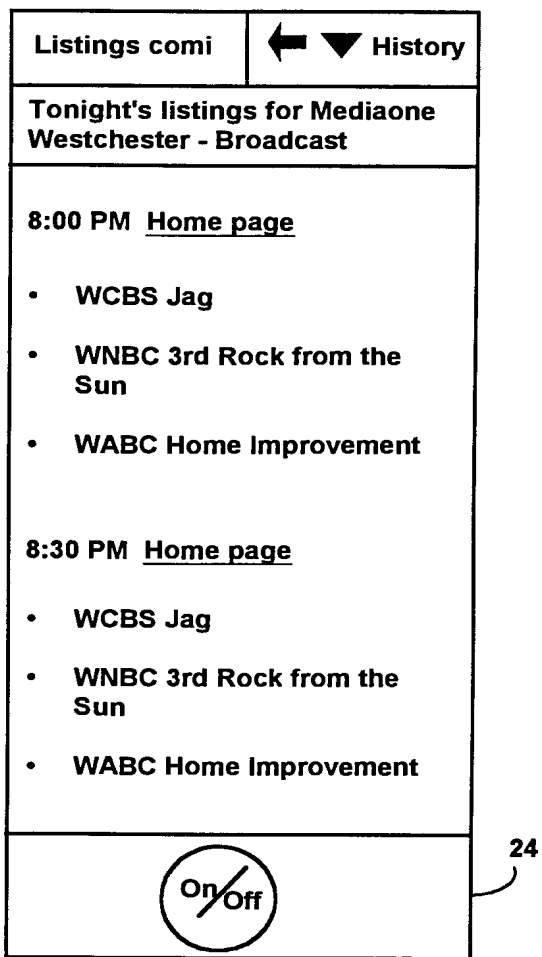 Listings comi
History
Tonight's listings for Mediaone
Westchester - Broadcast
8:00 PM Home page
• WCBS Jag
• WNBC 3rd Rock from the
Sun
• WABC Home Improvement
8:30 PM Home page
• WCBS Jag
• WNBC 3rd Rock from the
Sun
• WABC Home Improvement
On/Off
24